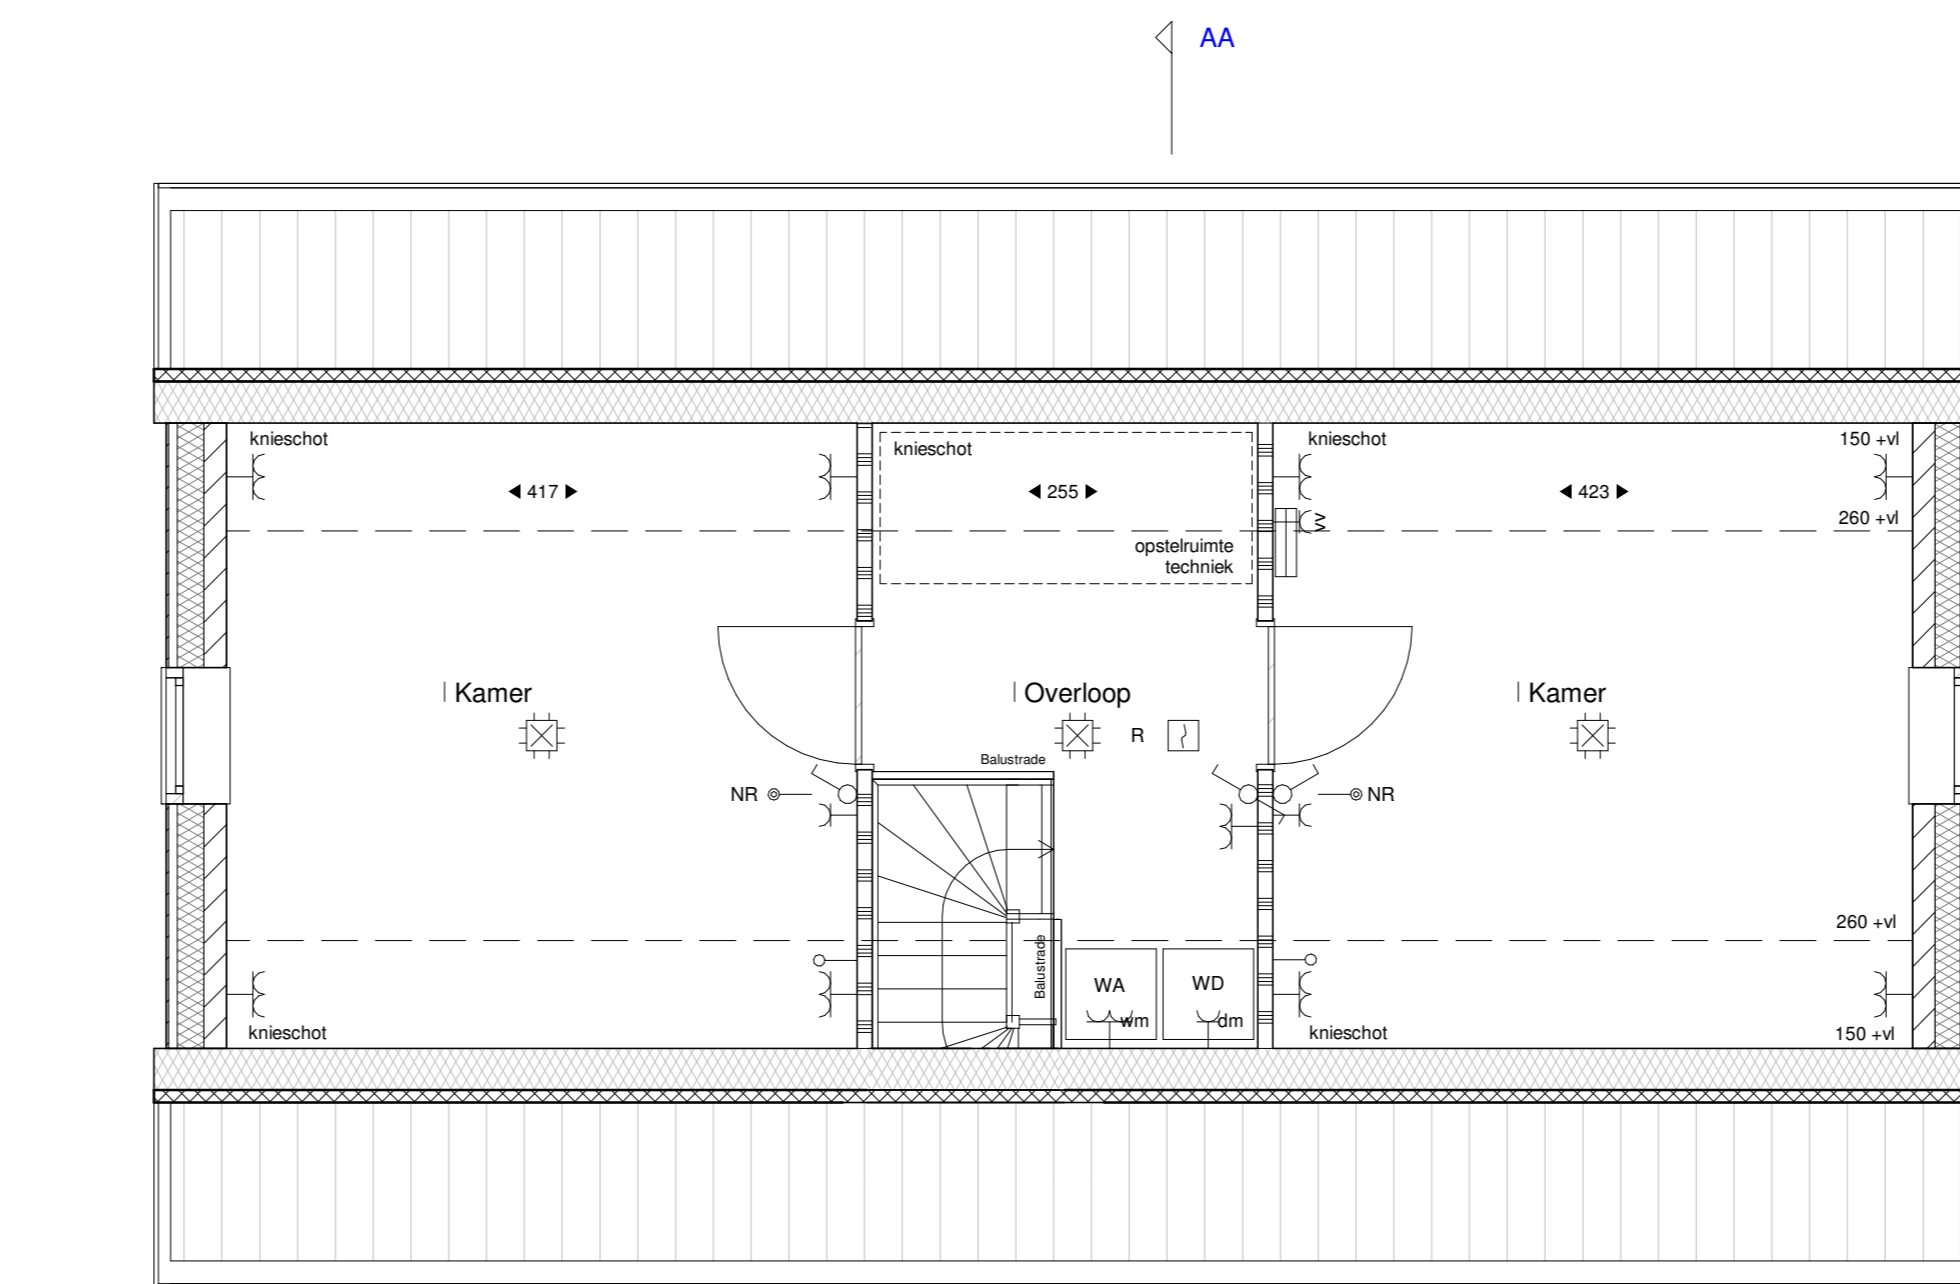 AA
knieschot
knieschot
knieschot
150 +vl
417
255
423
260 +vl
W
opstelruimte
techniek
Kamer
Overloop
Kamer
R
Balustrade
NR
NR
260 +vl
Balustrade
WA
WD
wm
dm
knieschot
knieschot
150 +vl